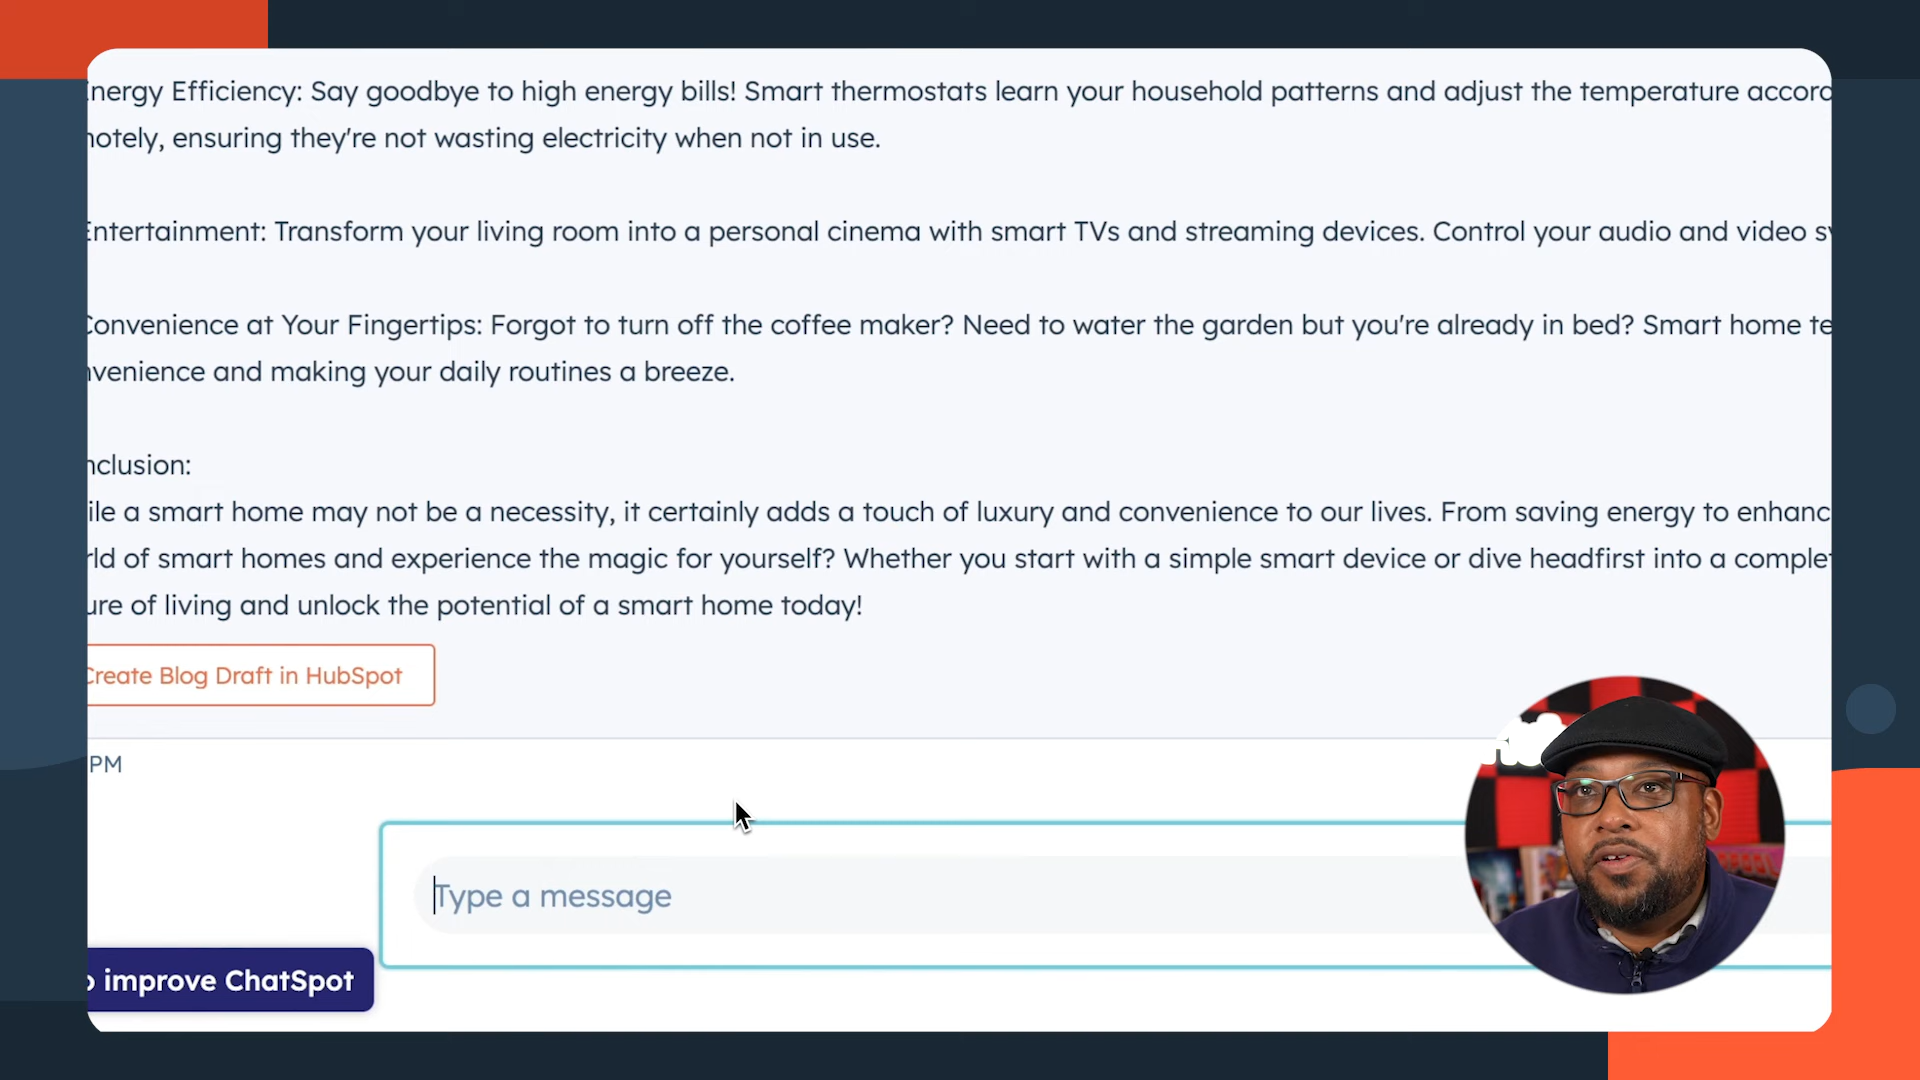 nergy Efficiency: Say goodbye to high energy bills! Smart thermostats learn your household patterns and adjust the temperature accord
notely, ensuring they're not wasting electricity when not in use.
Entertainment: Transform your living room into a personal cinema with smart TVs and streaming devices. Control your audio and video sy
Convenience at Your Fingertips: Forgot to turn off the coffee maker? Need to water the garden but you're already in bed? Smart home te
nvenience and making your daily routines a breeze.
nclusion:
ile a smart home may not be a necessity, it certainly adds a touch of luxury and convenience to our lives. From saving energy to enhanc
rld of smart homes and experience the magic for yourself? Whether you start with a simple smart device or dive headfirst into a complet
ure of living and unlock the potential of a smart home today!
Create Blog Draft in HubSpot
PM
Type a message
o improve ChatSpot